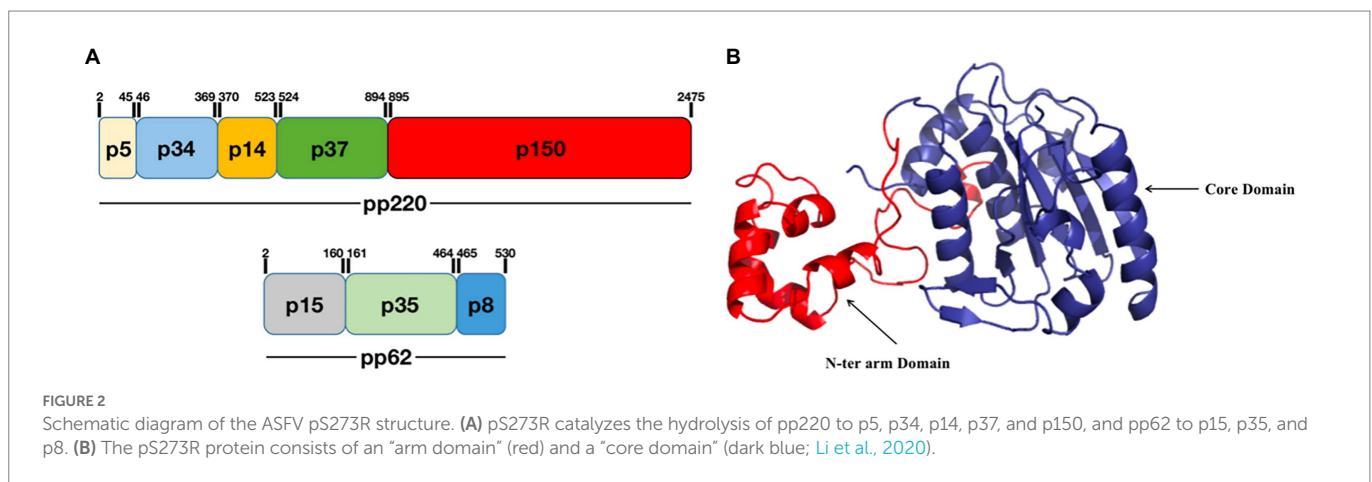 A
2 45 46 369 370 523 524 894 895 2475
p5 p34 p14 p37 p150
pp220
2 160 161 464 465 530
p15 p35 p8
pp62
B
Core Domain
N-ter arm Domain
FIGURE 2
Schematic diagram of the ASFV pS273R structure. (A) pS273R catalyzes the hydrolysis of pp220 to p5, p34, p14, p37, and p150, and pp62 to p15, p35, and
p8. (B) The pS273R protein consists of an “arm domain” (red) and a “core domain” (dark blue; Li et al., 2020).